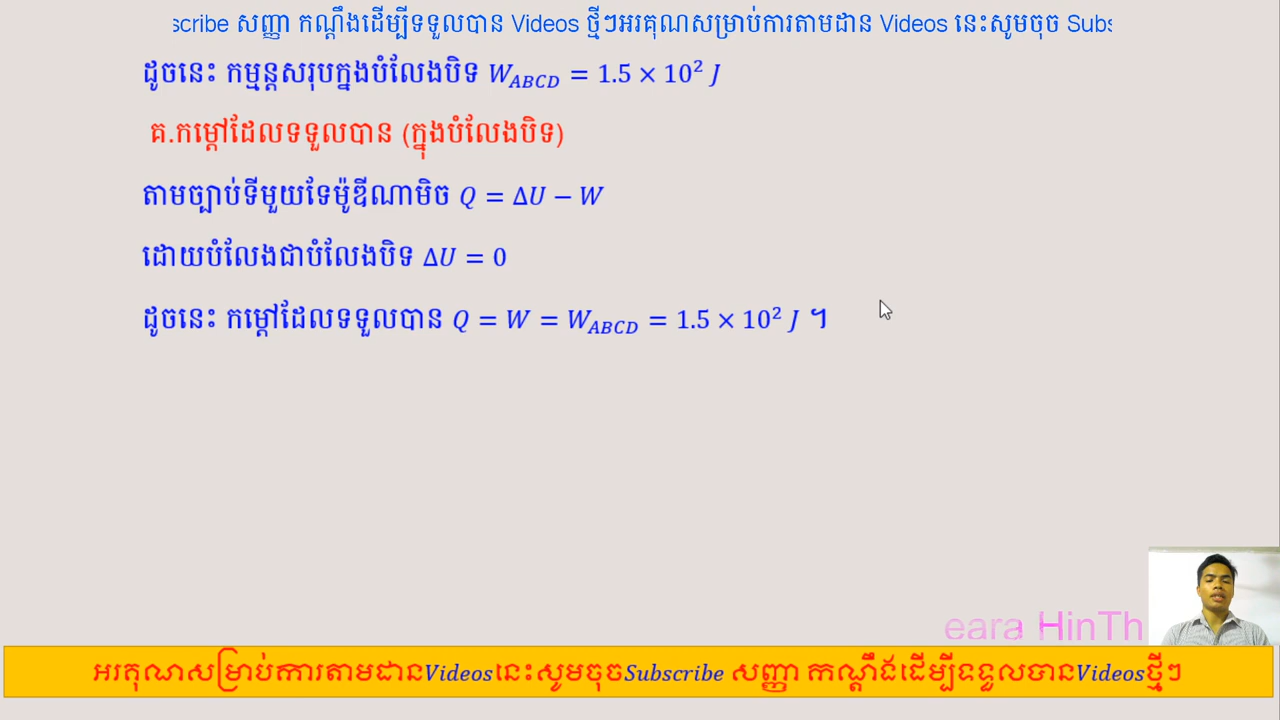 scribe សញ្ញា កណ្ដឹងដើម្បីទទួលបាន Videos ថ្មីៗអរគុណសម្រាប់ការតាមដាន Videos នេះសូមចុច Subs
ដូចនេះ កម្មន្តសរុបក្នុងបំលែងបិទ W_{ABCD} = 1.5 × 10² J
គ.កម្ដៅដែលទទួលបាន (ក្នុងបំលែងបិទ)
តាមច្បាប់ទីមួយទែម៉ូឌីណាមិច Q = ΔU − W
ដោយបំលែងជាបំលែងបិទ ΔU = 0
ដូចនេះ កម្ដៅដែលទទួលបាន Q = W = W_{ABCD} = 1.5 × 10² J ។
eara HinTh
អរគុណសម្រាប់ការតាមដានVideosនេះសូមចុចSubscribe សញ្ញា កណ្ដឹងដើម្បីទទួលបានVideosថ្មីៗ